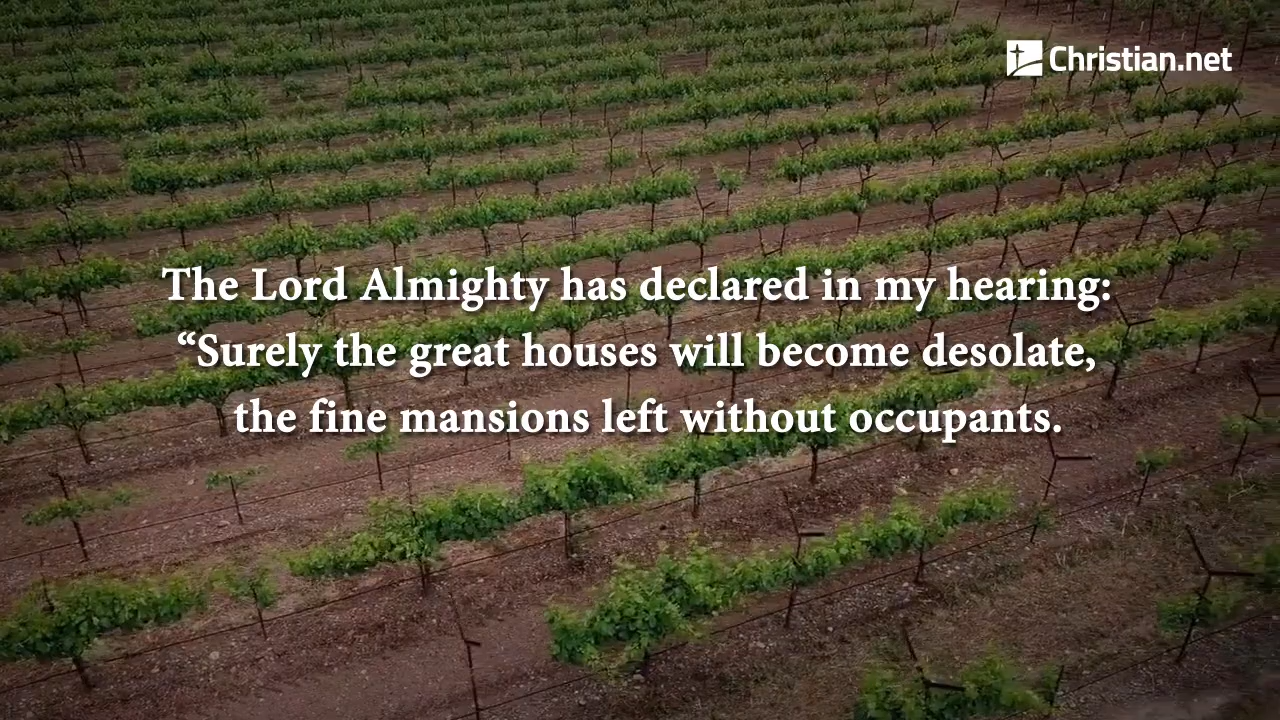 Christian.net
The Lord Almighty has declared in my hearing:
“Surely the great houses will become desolate,
the fine mansions left without occupants.